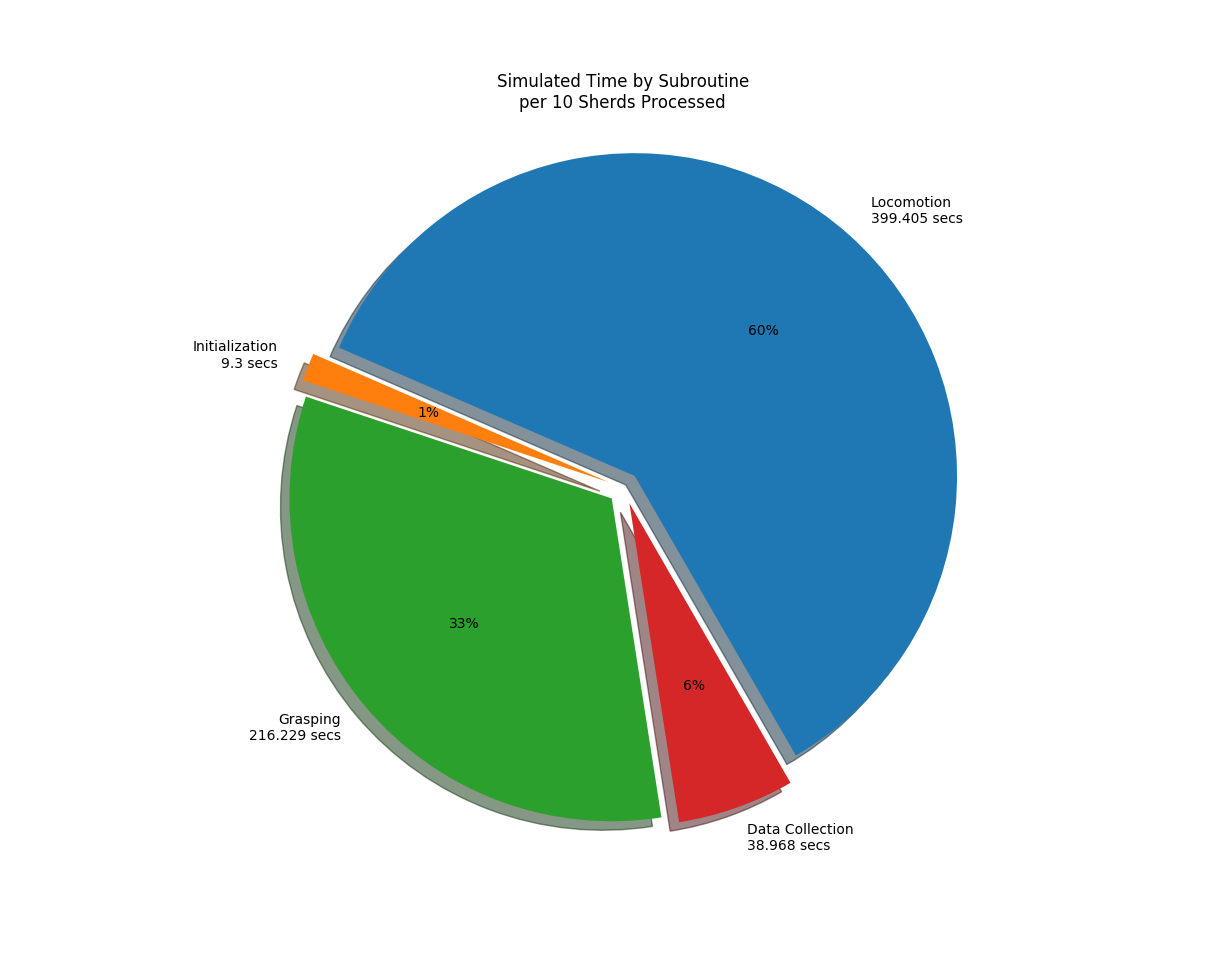 Simulated Time by Subroutine
per 10 Sherds Processed
Locomotion
399.405 secs
60%
Initialization
9.3 secs
1%
33%
6%
Grasping
216.229 secs
Data Collection
38.968 secs